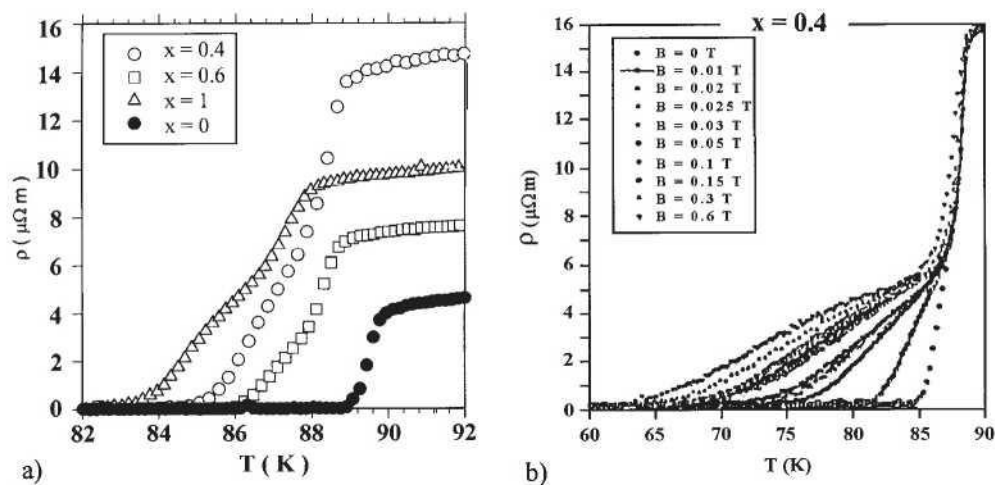 16
14
12
10
8
6
4
2
0
ρ (μΩ m)
x = 0.4
x = 0.6
x = 1
x = 0
82
84
86
88
90
92
T ( K )
a)
x = 0.4
16
14
12
10
8
6
4
2
0
ρ (μΩ m)
B = 0 T
B = 0.01 T
B = 0.02 T
B = 0.025 T
B = 0.03 T
B = 0.05 T
B = 0.1 T
B = 0.15 T
B = 0.3 T
B = 0.6 T
60
65
70
75
80
85
90
T (K)
b)